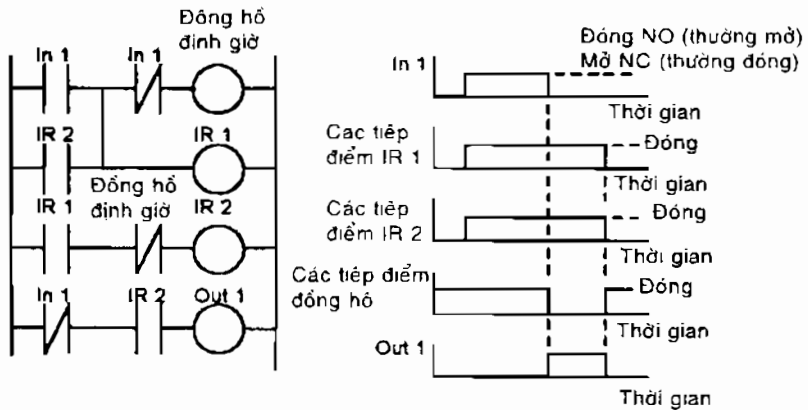 Đông hồ
định giờ
In 1
In 1
IR 2
IR 1
Đồng hồ
định giờ
IR 1
IR 2
In 1
IR 2
Out 1
Đóng NO (thường mở)
Mở NC (thường đóng)
In 1
Thời gian
Các tiếp
điểm IR 1
Đóng
Thời gian
Các tiếp
điểm IR 2
Đóng
Thời gian
Các tiếp điểm
đồng hồ
Đóng
Thời gian
Out 1
Thời gian